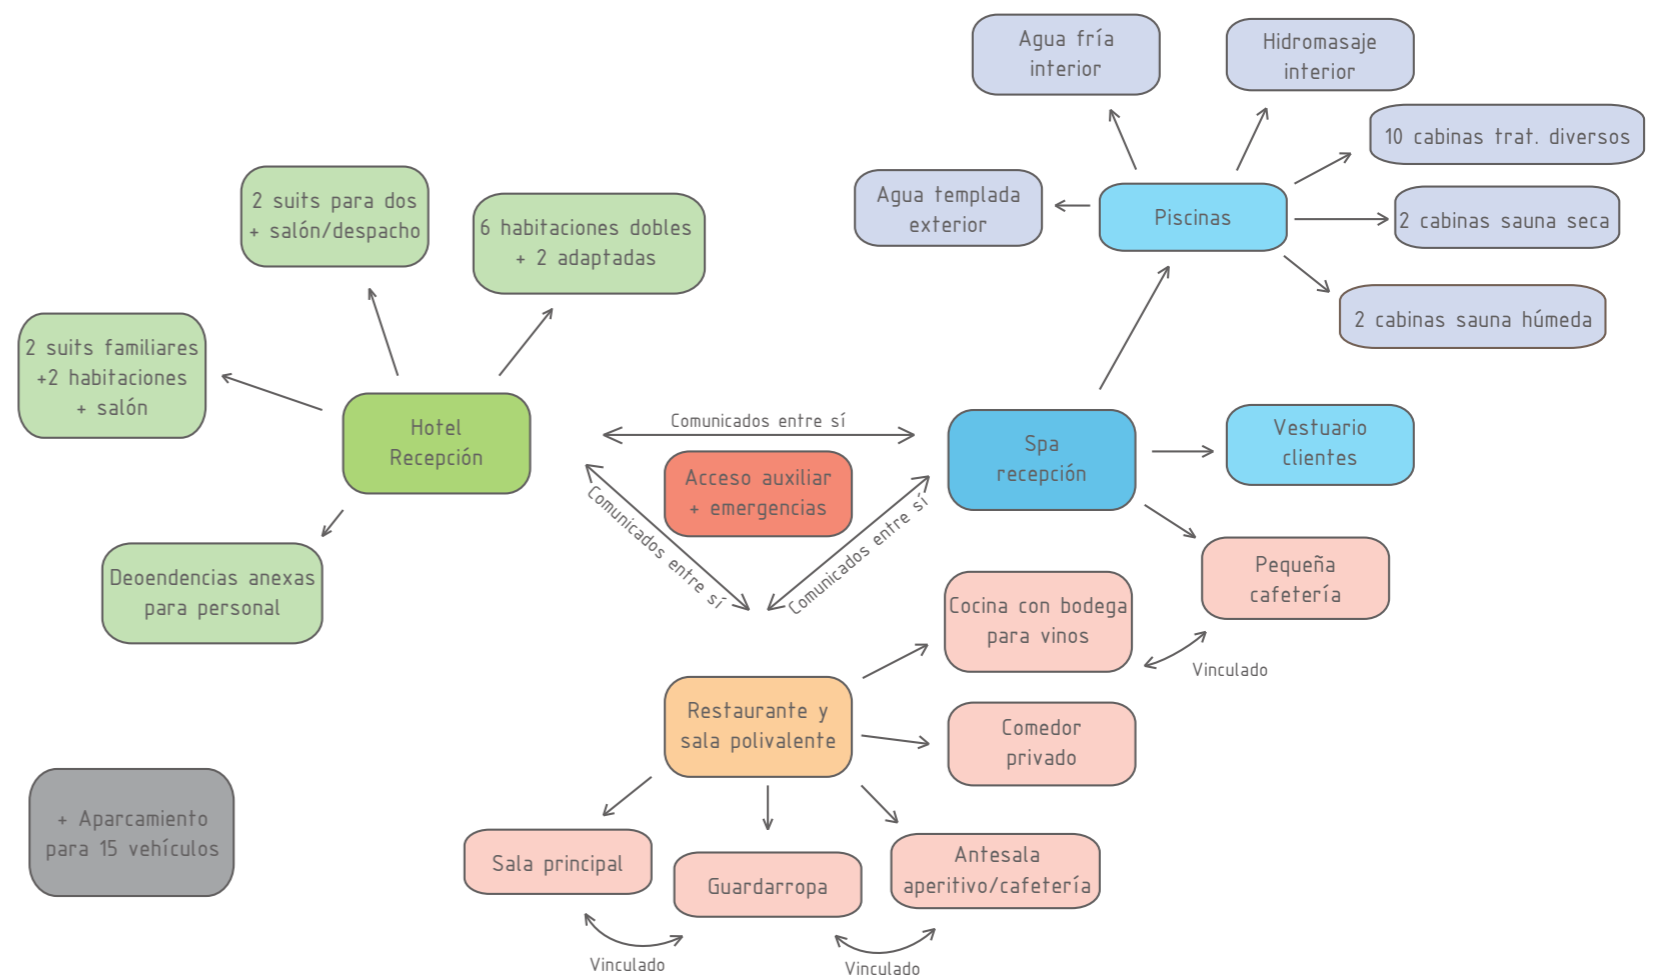 Agua fría
interior
Hidromasaje
interior
10 cabinas trat. diversos
Agua templada
exterior
Piscinas
2 cabinas sauna seca
2 cabinas sauna húmeda
2 suits para dos
+ salón/despacho
6 habitaciones dobles
+ 2 adaptadas
2 suits familiares
+2 habitaciones
+ salón
Hotel
Recepción
Comunicados entre sí
Acceso auxiliar
+ emergencias
Comunicados entre sí
Comunicados entre sí
Spa
recepción
Vestuario
clientes
Deoendencias anexas
para personal
Pequeña
cafetería
Cocina con bodega
para vinos
Vinculado
Restaurante y
sala polivalente
Comedor
privado
+ Aparcamiento
para 15 vehículos
Sala principal
Guardarropa
Antesala
aperitivo/cafetería
Vinculado
Vinculado